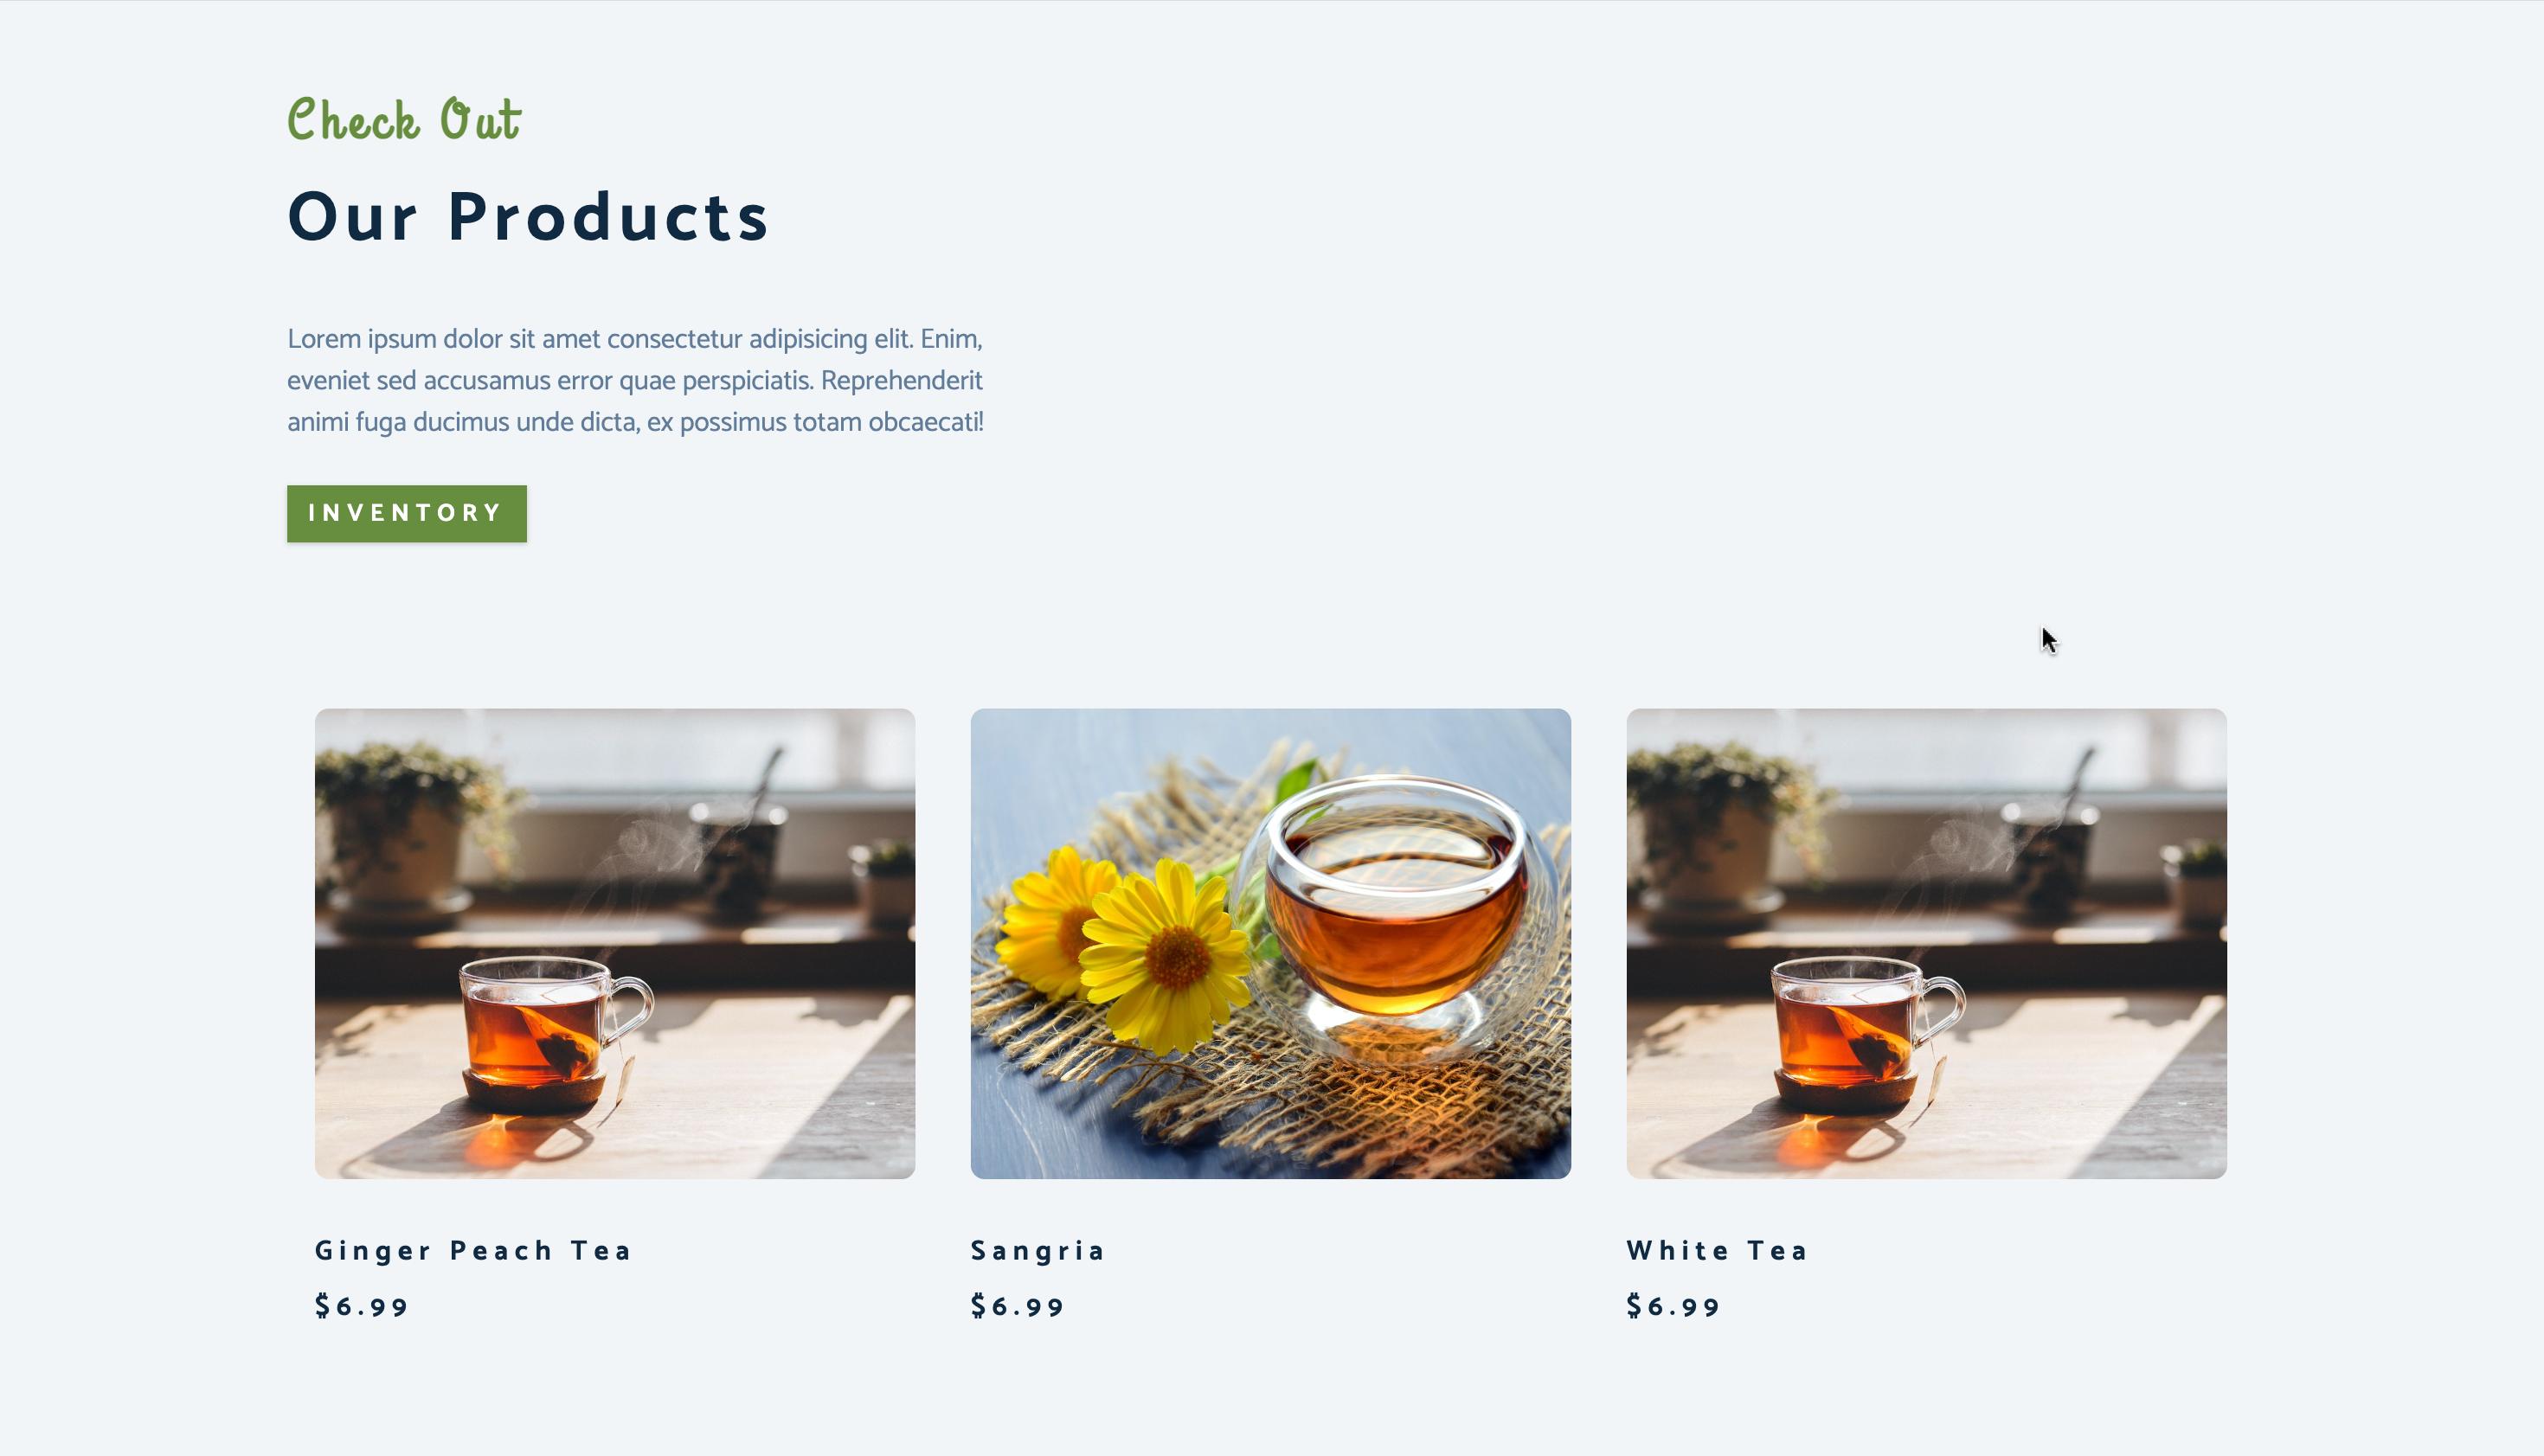 Check Out
Our Products
Lorem ipsum dolor sit amet consectetur adipisicing elit. Enim,
eveniet sed accusamus error quae perspiciatis. Reprehenderit
animi fuga ducimus unde dicta, ex possimus totam obcaecati!
INVENTORY
Ginger Peach Tea
$6.99
Sangria
$6.99
White Tea
$6.99